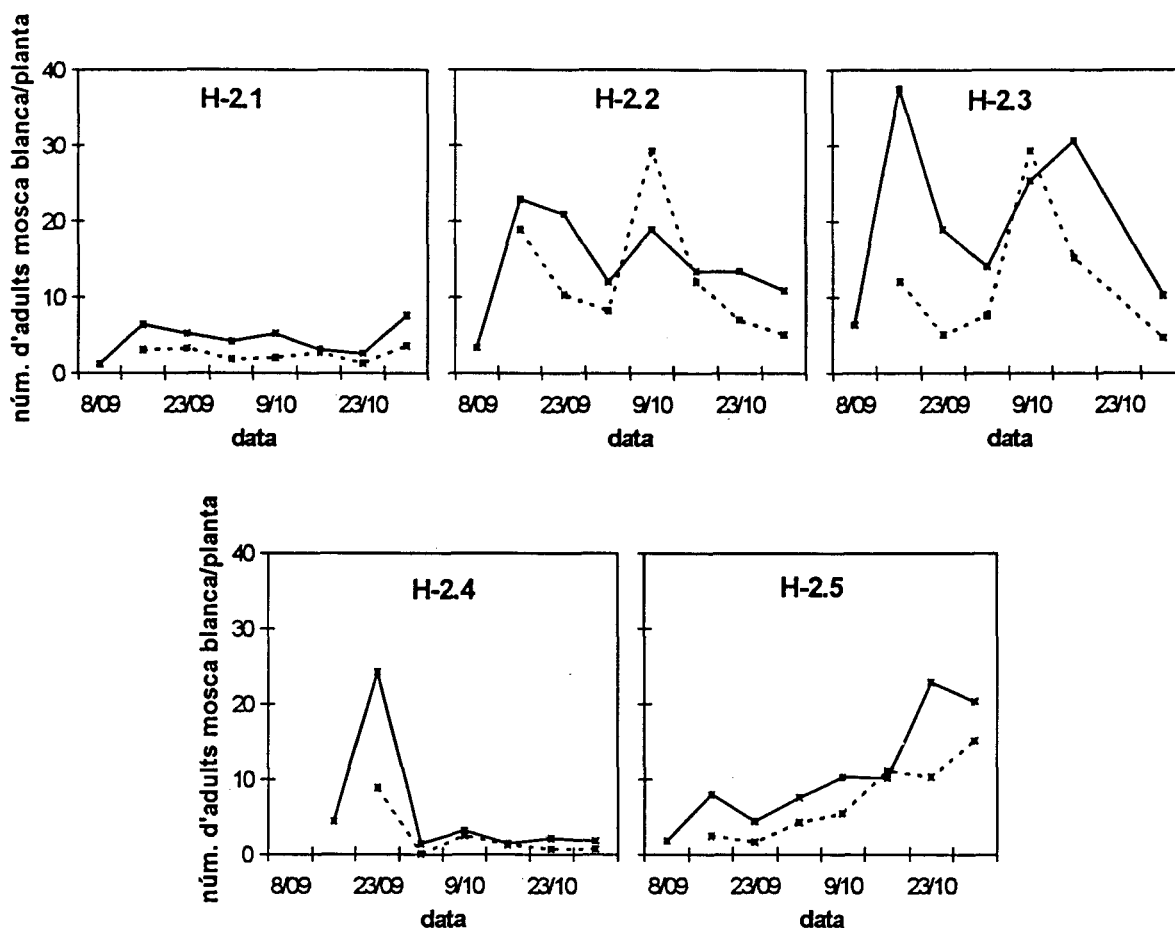 núm. d'adults mosca blanca/planta
40
30
20
10
0
H-2.1
8/09 23/09 9/10 23/10
data
H-2.2
8/09 23/09 9/10 23/10
data
H-2.3
8/09 23/09 9/10 23/10
data
núm. d'adults mosca blanca/planta
40
30
20
10
0
H-2.4
8/09 23/09 9/10 23/10
data
H-2.5
8/09 23/09 9/10 23/10
data